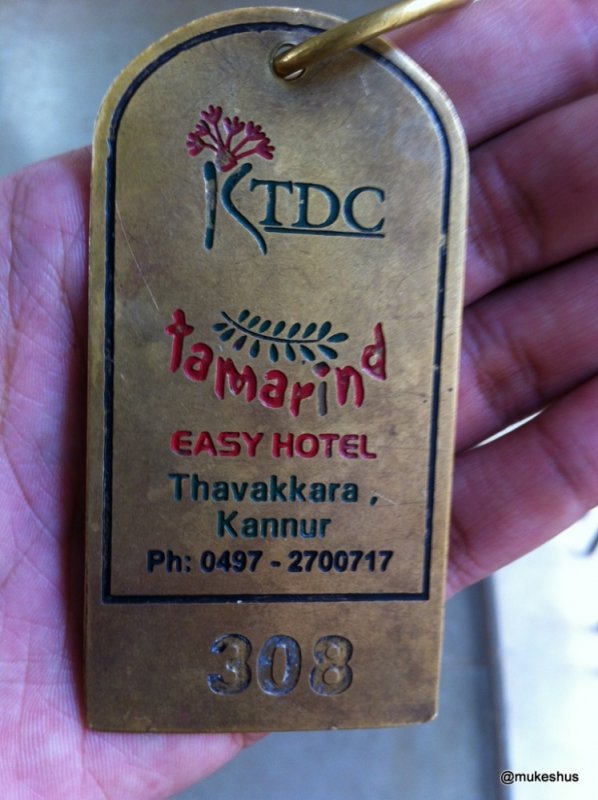 KTDC
tamarind
EASY HOTEL
Thavakkara ,
Kannur
Ph: 0497 - 2700717
308
@mukeshus